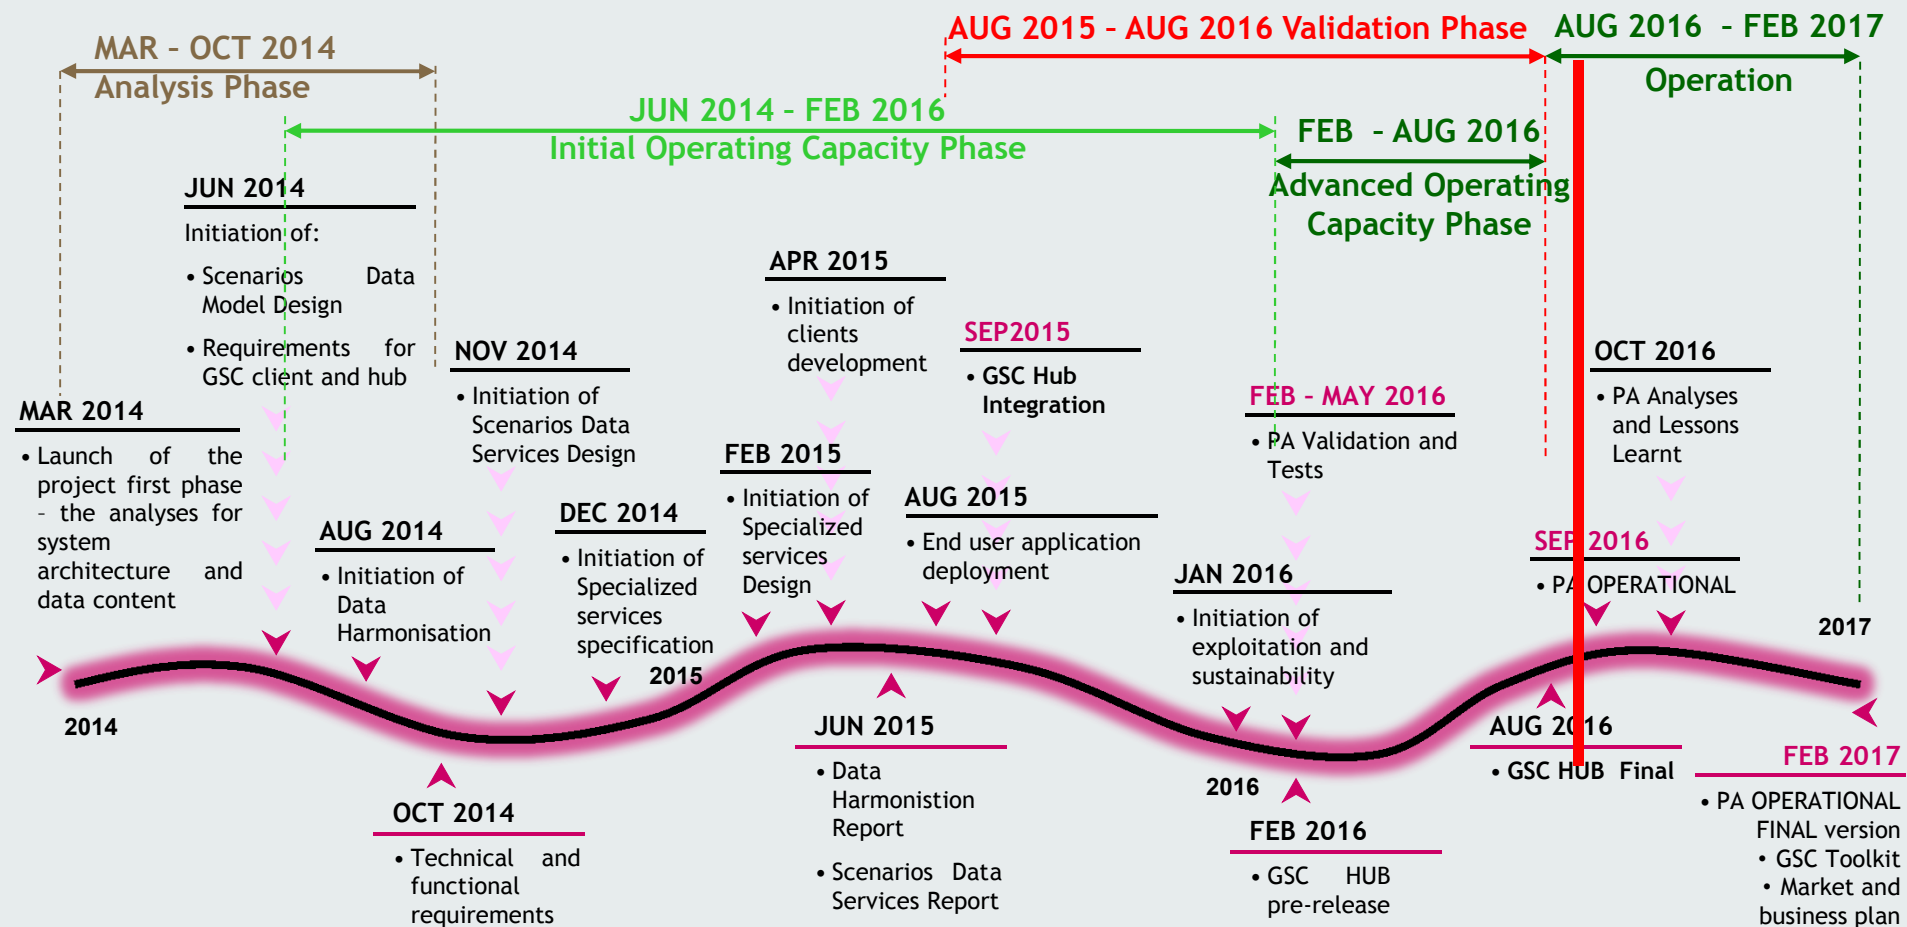 MAR – OCT 2014
Analysis Phase
AUG 2015 – AUG 2016 Validation Phase
AUG 2016 – FEB 2017
Operation
JUN 2014 – FEB 2016
Initial Operating Capacity Phase
FEB – AUG 2016
Advanced Operating
Capacity Phase
JUN 2014
Initiation of:
• Scenarios Data
Model Design
• Requirements for
GSC client and hub
MAR 2014
• Launch of the
project first phase
– the analyses for
system
architecture and
data content
AUG 2014
• Initiation of
Data
Harmonisation
NOV 2014
• Initiation of
Scenarios Data
Services Design
DEC 2014
• Initiation of
Specialized
services
specification
FEB 2015
• Initiation of
Specialized
services
Design
APR 2015
• Initiation of
clients
development
AUG 2015
• End user application
deployment
SEP2015
• GSC Hub
Integration
JAN 2016
• Initiation of
exploitation and
sustainability
FEB – MAY 2016
• PA Validation and
Tests
SEP 2016
• PA OPERATIONAL
OCT 2016
• PA Analyses
and Lessons
Learnt
2014
2015
2016
2017
OCT 2014
• Technical and
functional
requirements
JUN 2015
• Data
Harmonistion
Report
• Scenarios Data
Services Report
FEB 2016
• GSC HUB
pre-release
AUG 2016
• GSC HUB Final
FEB 2017
• PA OPERATIONAL
FINAL version
• GSC Toolkit
• Market and
business plan